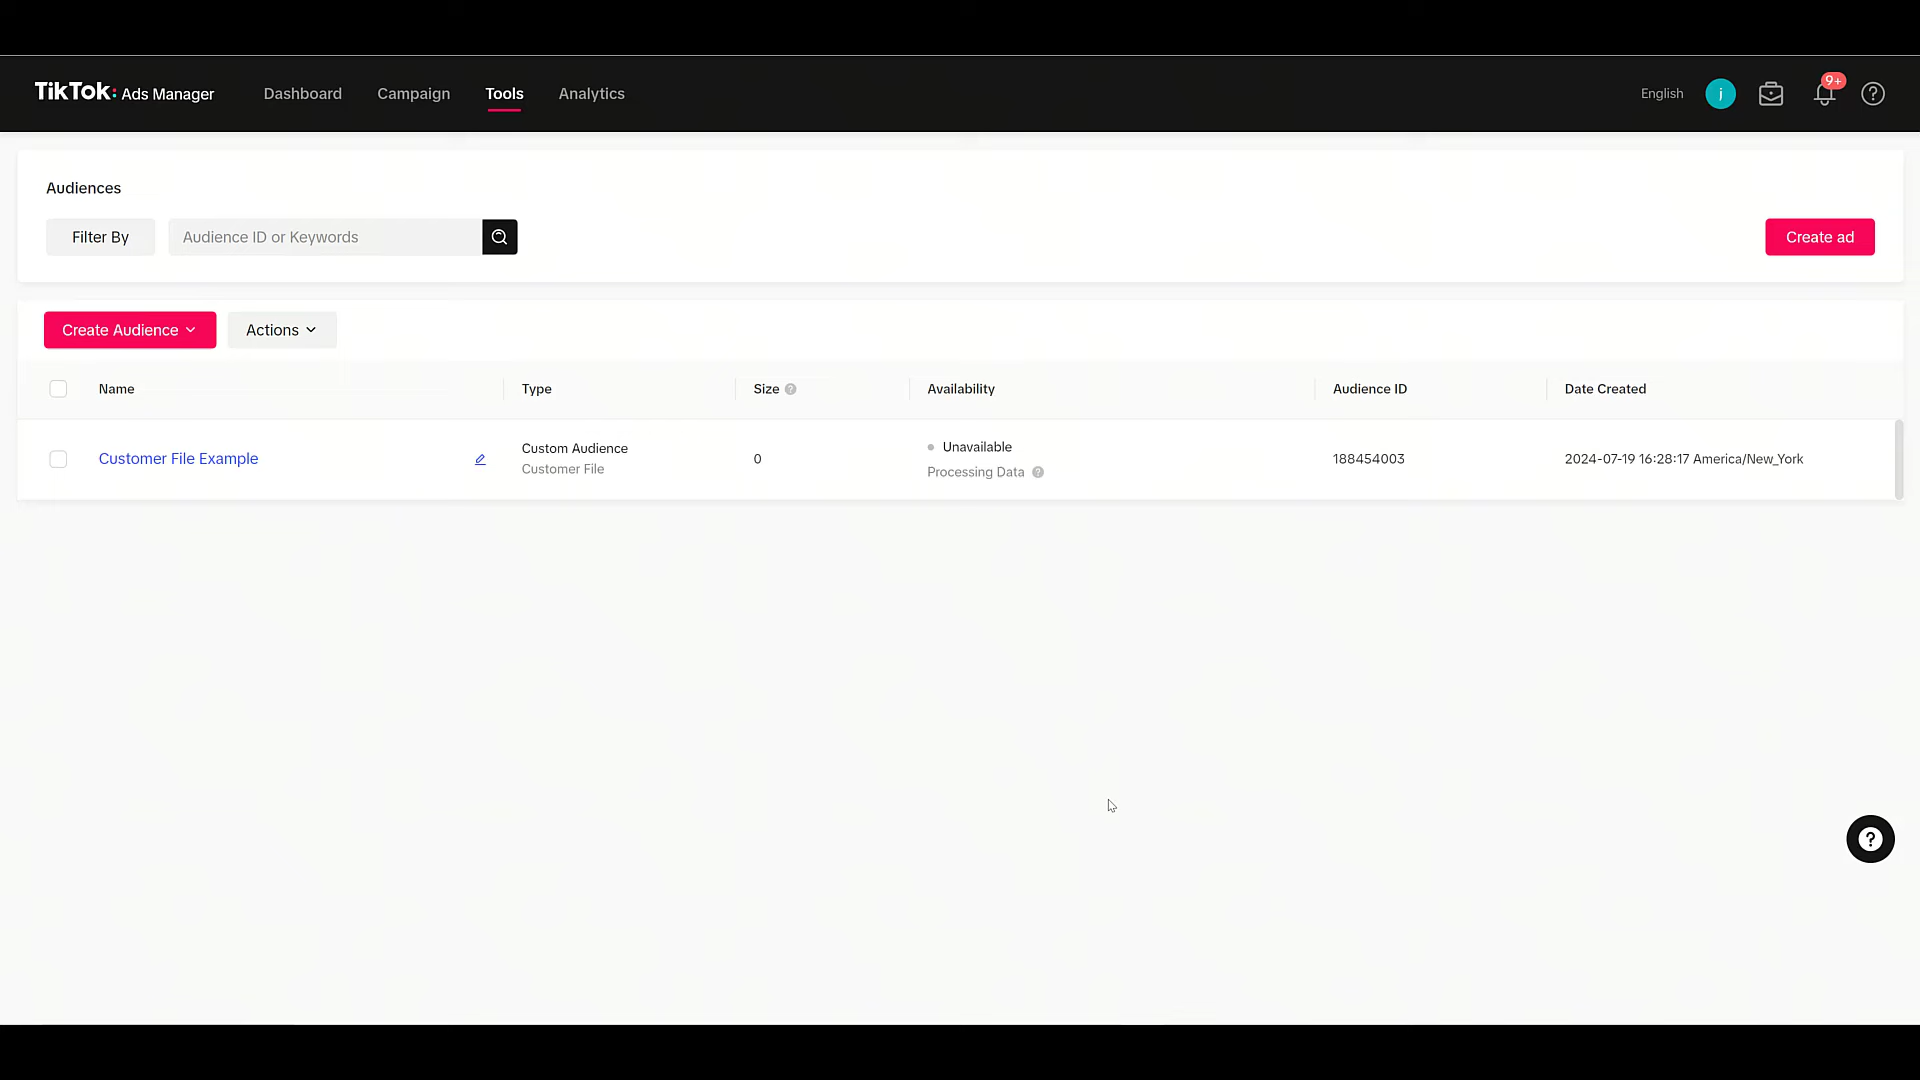 TikTok: Ads Manager Dashboard Campaign Tools Analytics English j 9+
Audiences
Filter By Audience ID or Keywords Create ad
Create Audience Actions
Name Type Size Availability Audience ID Date Created
Customer File Example Custom Audience 0 Unavailable 188454003 2024-07-19 16:28:17 America/New_York
Customer File Processing Data